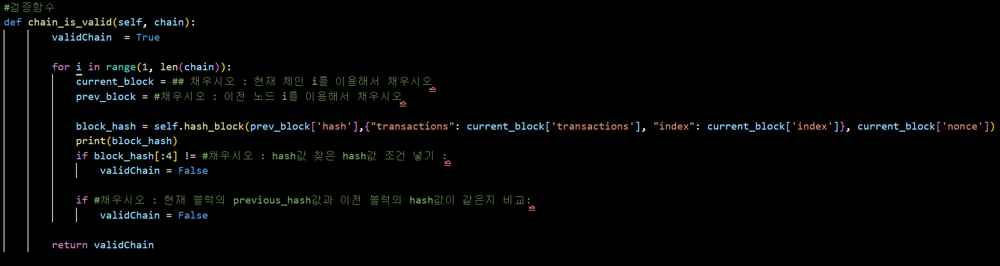 #검증함수
def chain_is_valid(self, chain):
validChain  = True
for i in range(1, len(chain)):
current_block = ## 채우시오 : 현재 체인 i를 이용해서 채우시오
prev_block = #채우시오 : 이전 노드 i를 이용해서 채우시오
block_hash = self.hash_block(prev_block['hash'],{"transactions": current_block['transactions'], "index": current_block['index']}, current_block['nonce'])
print(block_hash)
if block_hash[:4] != #채우시오 : hash값 찾은 hash값 조건 넣기 :
validChain = False
if #채우시오 : 현재 블럭의 previous_hash값과 이전 블럭의 hash값이 같은지 비교:
validChain = False
return validChain